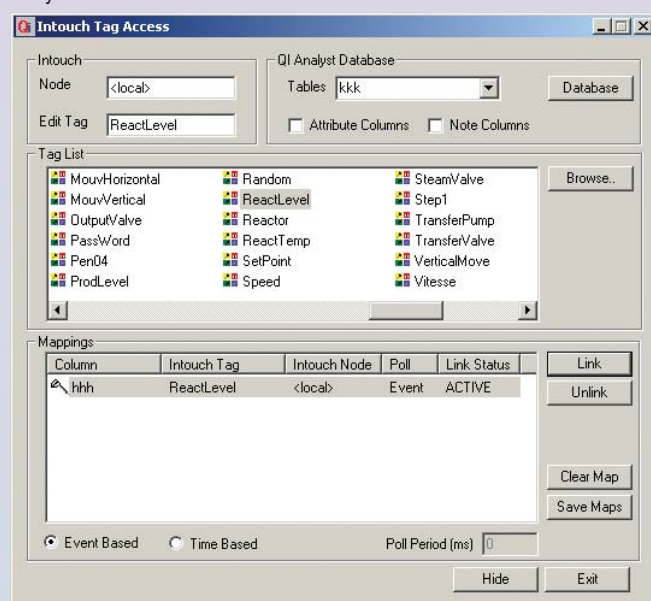 Intouch Tag Access
Intouch
Node <local>
Edit Tag ReactLevel
QI Analyst Database
Tables kkk
Database
Attribute Columns Note Columns
Tag List
MouvHorizontal Random SteamValve
MouvVertical ReactLevel Step1
OutputValve Reactor TransferPump
PassWord ReactTemp TransferValve
Pen04 SetPoint VerticalMove
ProdLevel Speed Vitesse
Browse..
Mappings
Column Intouch Tag Intouch Node Poll Link Status
hhh ReactLevel <local> Event ACTIVE
Link
Unlink
Clear Map
Save Maps
Event Based Time Based Poll Period (ms) 0
Hide Exit